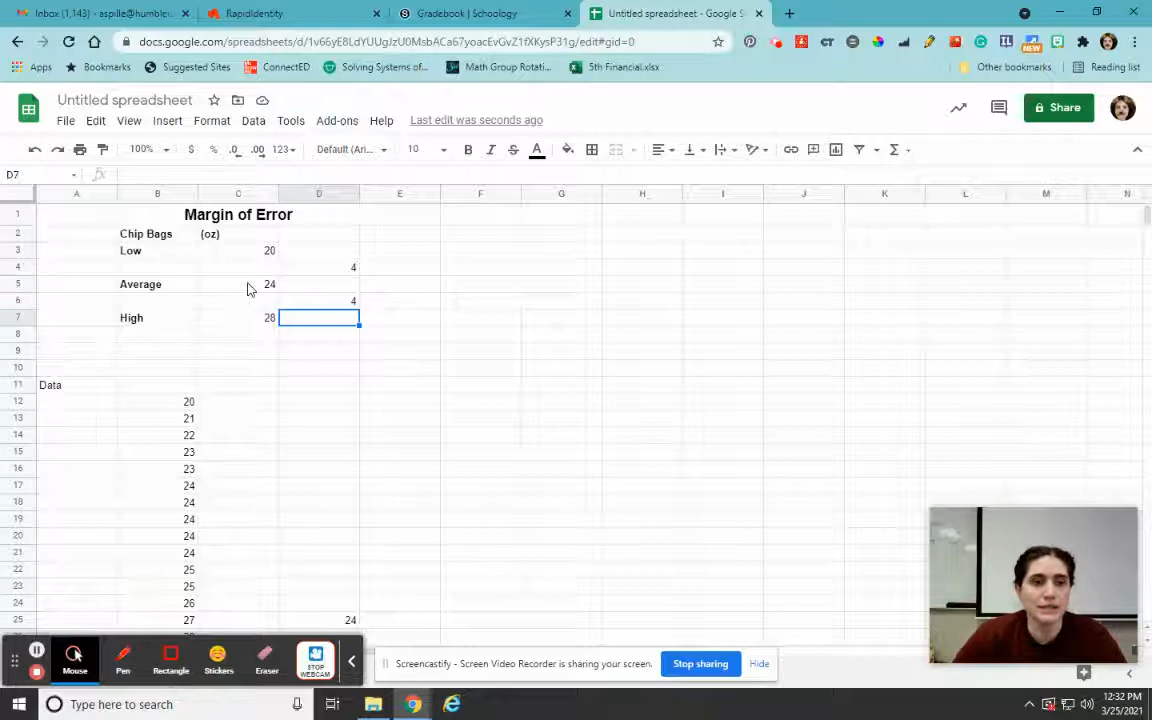 Inbox (1,143) - aspille@humblei
RapidIdentity
Gradebook | Schoology
Untitled spreadsheet - Google S
docs.google.com/spreadsheets/d/1v66yE8LdYUUgJzU0MsbACa67yoacEvGvZ1fXKysP31g/edit#gid=0
Apps Bookmarks Suggested Sites ConnectED Solving Systems of... Math Group Rotati... 5th Financial.xlsx Other bookmarks Reading list
Untitled spreadsheet
Share
File Edit View Insert Format Data Tools Add-ons Help Last edit was seconds ago
100% $ % .0 .00 123 Default (Ari... 10 B I S A
D7 fx
A B C D E F G H I J K L M N
1 Margin of Error
2 Chip Bags (oz)
3 Low 20
4 4
5 Average 24
6 4
7 High 28
8
9
10
11 Data
12 20
13 21
14 22
15 23
16 23
17 24
18 24
19 24
20 24
21 24
22 25
23 25
24 26
25 27 24
Mouse Pen Rectangle Stickers Eraser STOP WEBCAM
Screencastify - Screen Video Recorder is sharing your screen. Stop sharing Hide
Type here to search
12:32 PM
3/25/2021